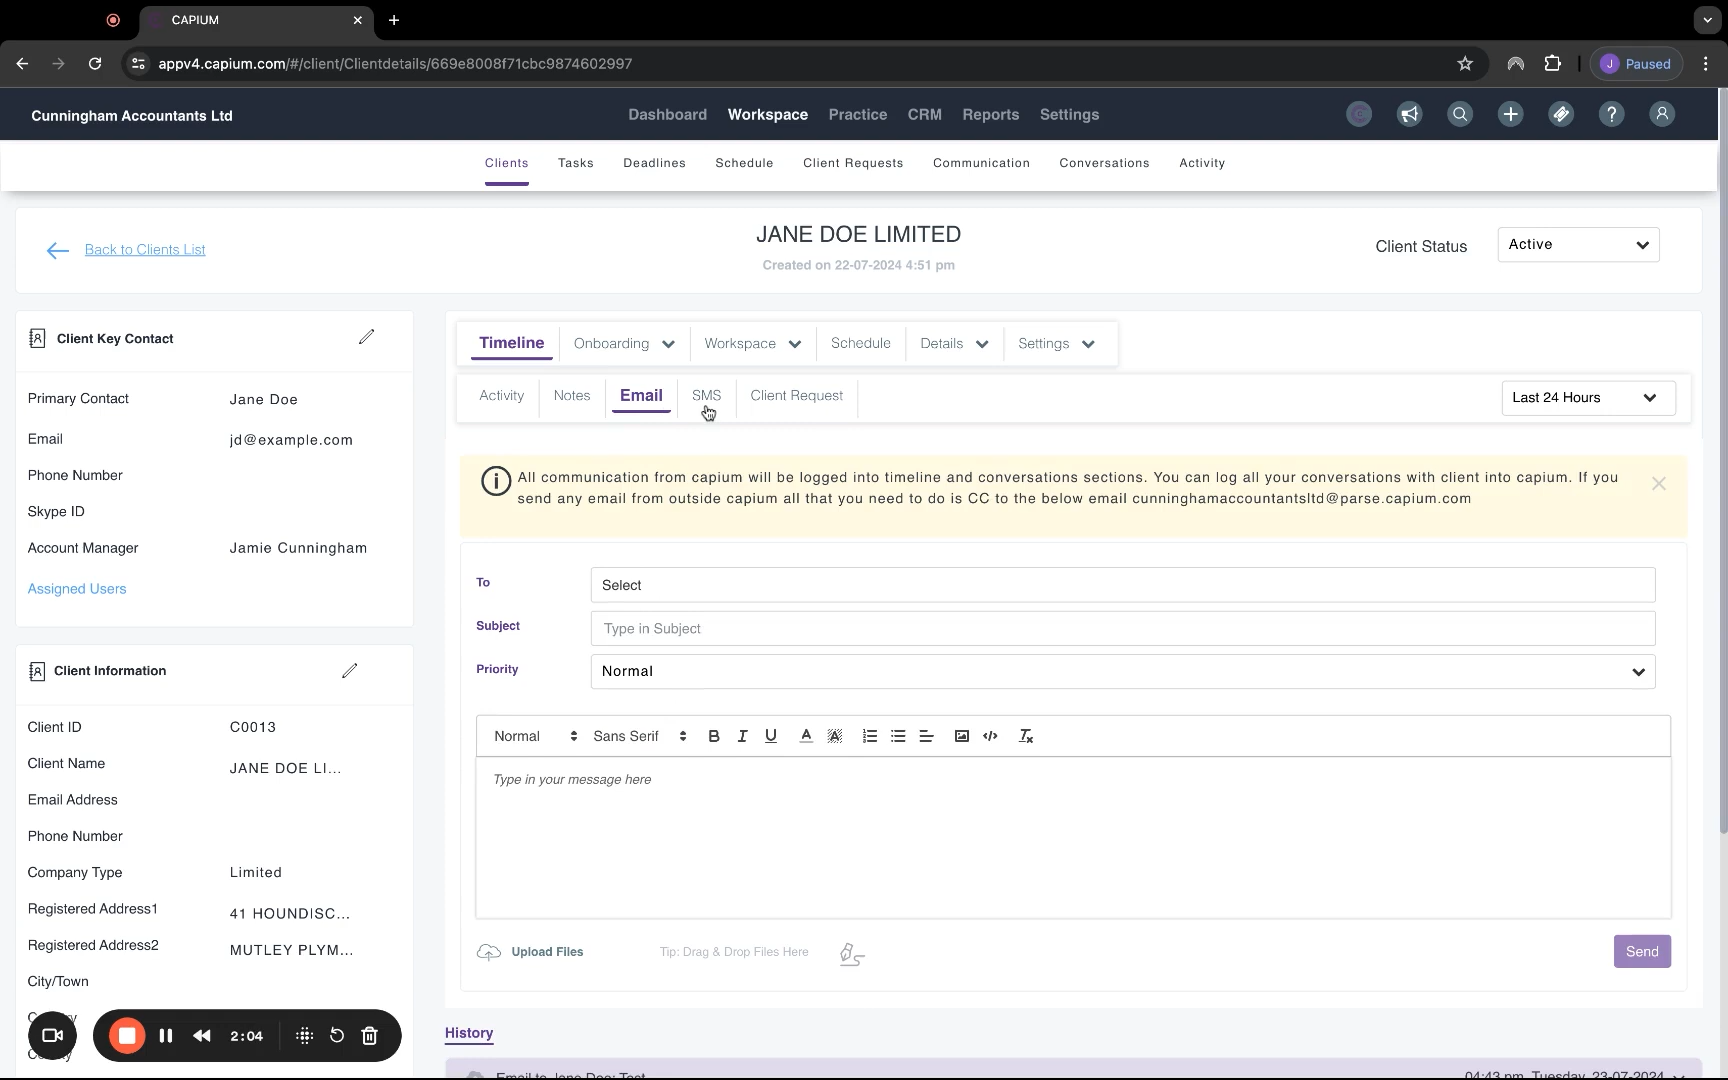 CAPIUM
appv4.capium.com/#/client/Clientdetails/669e8008f71cbc9874602997
J Paused
Cunningham Accountants Ltd
Dashboard Workspace Practice CRM Reports Settings
Clients Tasks Deadlines Schedule Client Requests Communication Conversations Activity
Back to Clients List
JANE DOE LIMITED
Created on 22-07-2024 4:51 pm
Client Status Active
Client Key Contact
Primary Contact Jane Doe
Email jd@example.com
Phone Number
Skype ID
Account Manager Jamie Cunningham
Assigned Users
Client Information
Client ID C0013
Client Name JANE DOE LI...
Email Address
Phone Number
Company Type Limited
Registered Address1 41 HOUNDISC...
Registered Address2 MUTLEY PLYM...
City/Town
2:04
Timeline Onboarding Workspace Schedule Details Settings
Activity Notes Email SMS Client Request Last 24 Hours
All communication from capium will be logged into timeline and conversations sections. You can log all your conversations with client into capium. If you
send any email from outside capium all that you need to do is CC to the below email cunninghamaccountantsltd@parse.capium.com
To Select
Subject Type in Subject
Priority Normal
Normal Sans Serif B I U A A
Type in your message here
Upload Files Tip: Drag & Drop Files Here Send
History
Email to Jane Doe: Test 04:43 pm, Tuesday, 23-07-2024